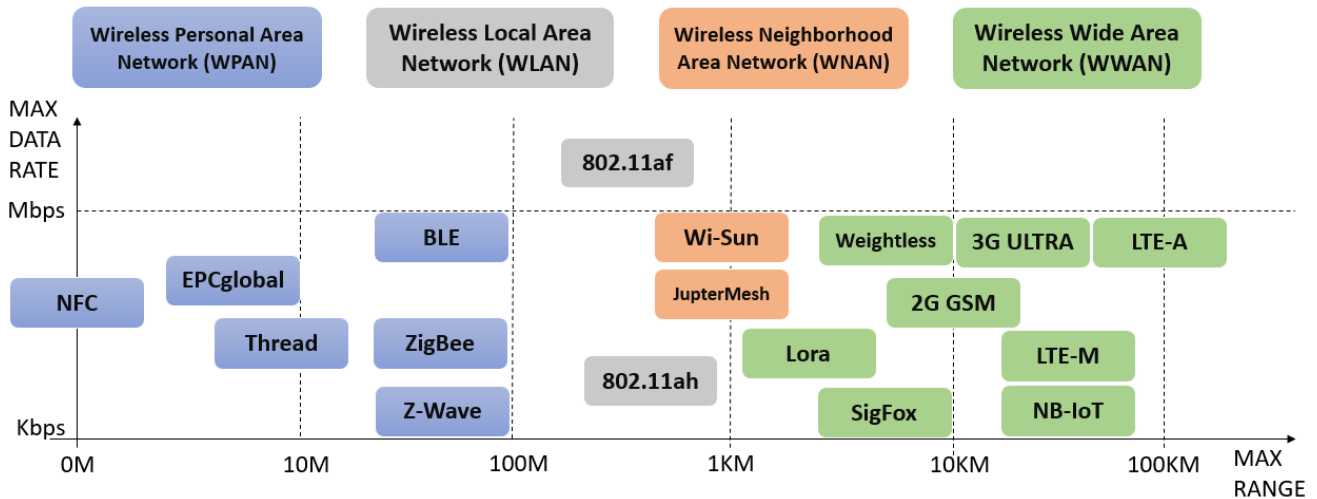 Wireless Personal Area
Network (WPAN)
Wireless Local Area
Network (WLAN)
Wireless Neighborhood
Area Network (WNAN)
Wireless Wide Area
Network (WWAN)
MAX
DATA
RATE
802.11af
Mbps
BLE
Wi-Sun
Weightless
3G ULTRA
LTE-A
EPCglobal
NFC
JupterMesh
2G GSM
Thread
ZigBee
Lora
LTE-M
802.11ah
Z-Wave
SigFox
NB-IoT
Kbps
0M
10M
100M
1KM
10KM
100KM
MAX
RANGE